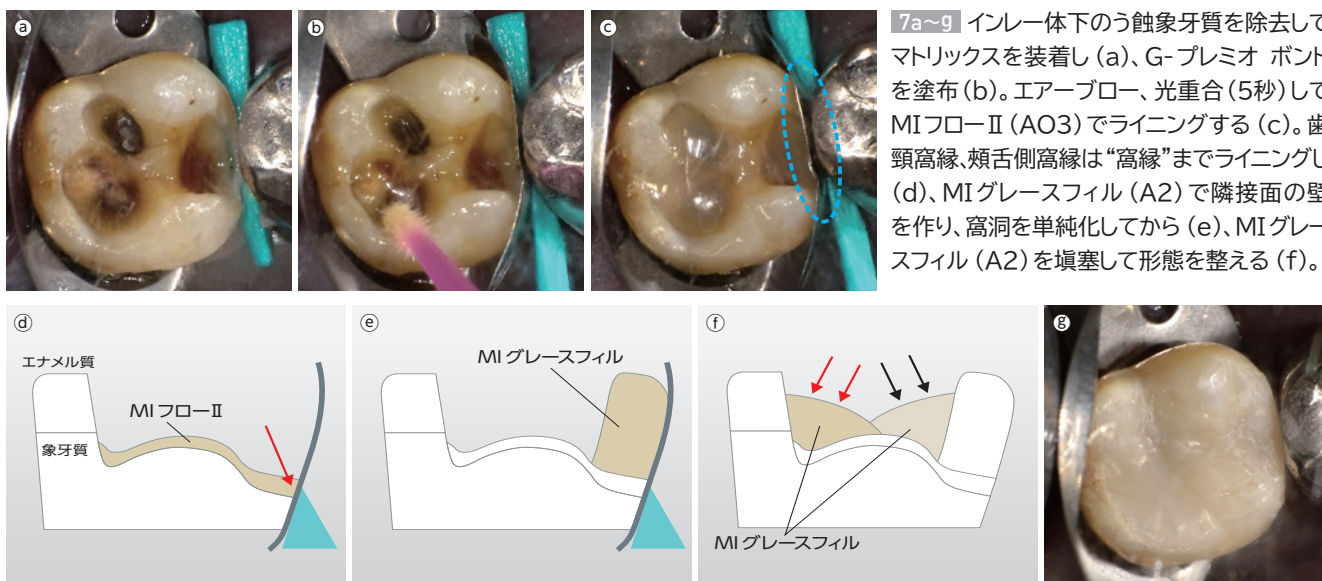 ⓐ
ⓑ
ⓒ
7a~g インレー体下のう蝕象牙質を除去して
マトリックスを装着し(a)、G-プレミオ ボンド
を塗布(b)。エアーブロー、光重合(5秒)して
MIフローⅡ(AO3)でライニングする(c)。歯
頸窩縁、頰舌側窩縁は“窩縁”までライニングし
(d)、MIグレースフィル(A2)で隣接面の壁
を作り、窩洞を単純化してから(e)、MIグレー
スフィル(A2)を塡塞して形態を整える(f)。
ⓓ
エナメル質
MIフローⅡ
象牙質
ⓔ
MIグレースフィル
ⓕ
MIグレースフィル
ⓖ